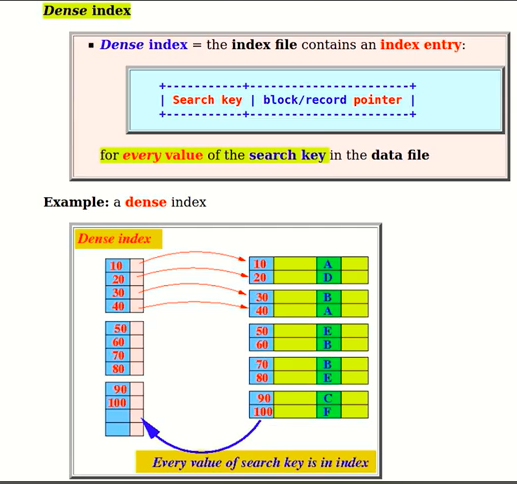 Dense index
▪ Dense index = the index file contains an index entry:
+-----------+----------------------+
| Search key | block/record pointer |
+-----------+----------------------+
for every value of the search key in the data file
Example: a dense index
Dense index
10 10 A
20 20 D
30 30 B
40 40 A
50 50 E
60 60 B
70 70 B
80 80 E
90 90 C
100 100 F
Every value of search key is in index